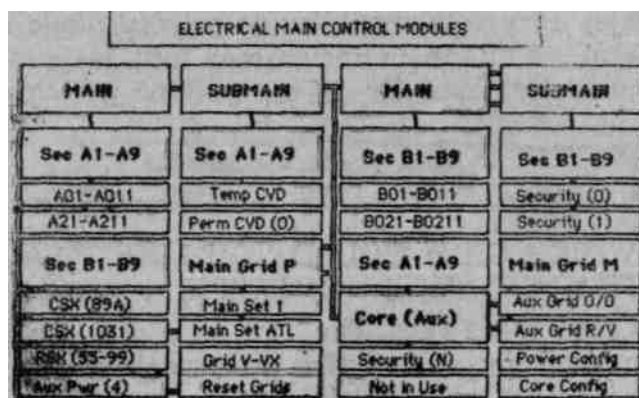 ELECTRICAL MAIN CONTROL MODULES
MAIN SUBMAIN MAIN SUBMAIN
Sec A1-A9 Sec A1-A9 Sec B1-B9 Sec B1-B9
A01-A011 Temp CVD B01-B011 Security (0)
A21-A211 Perm CVD (0) B021-B0211 Security (1)
Sec B1-B9 Main Grid P Sec A1-A9 Main Grid M
CSX (89A) Main Set 1 Core (Aux) Aux Grid O/O
CSX (1031) Main Set ATL Aux Grid R/V
RSX (55-99) Grid V-VX Security (N) Power Config
Aux Pwr (4) Reset Grids Not in Use Core Config